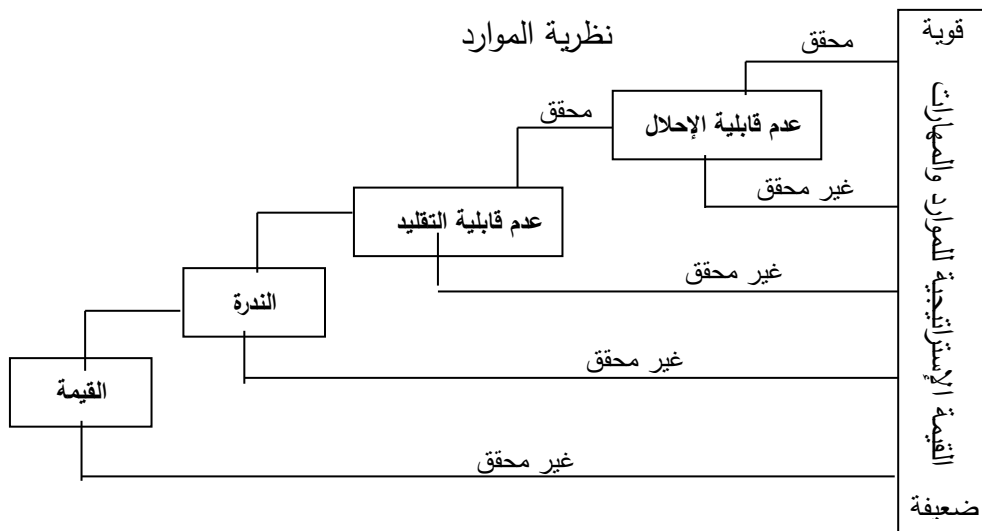 نظرية الموارد
قوية
محقق
عدم قابلية الإحلال
محقق
غير محقق
عدم قابلية التقليد
غير محقق
الندرة
غير محقق
القيمة
غير محقق
القيمة الإستراتيجية للموارد والمهارات
ضعيفة